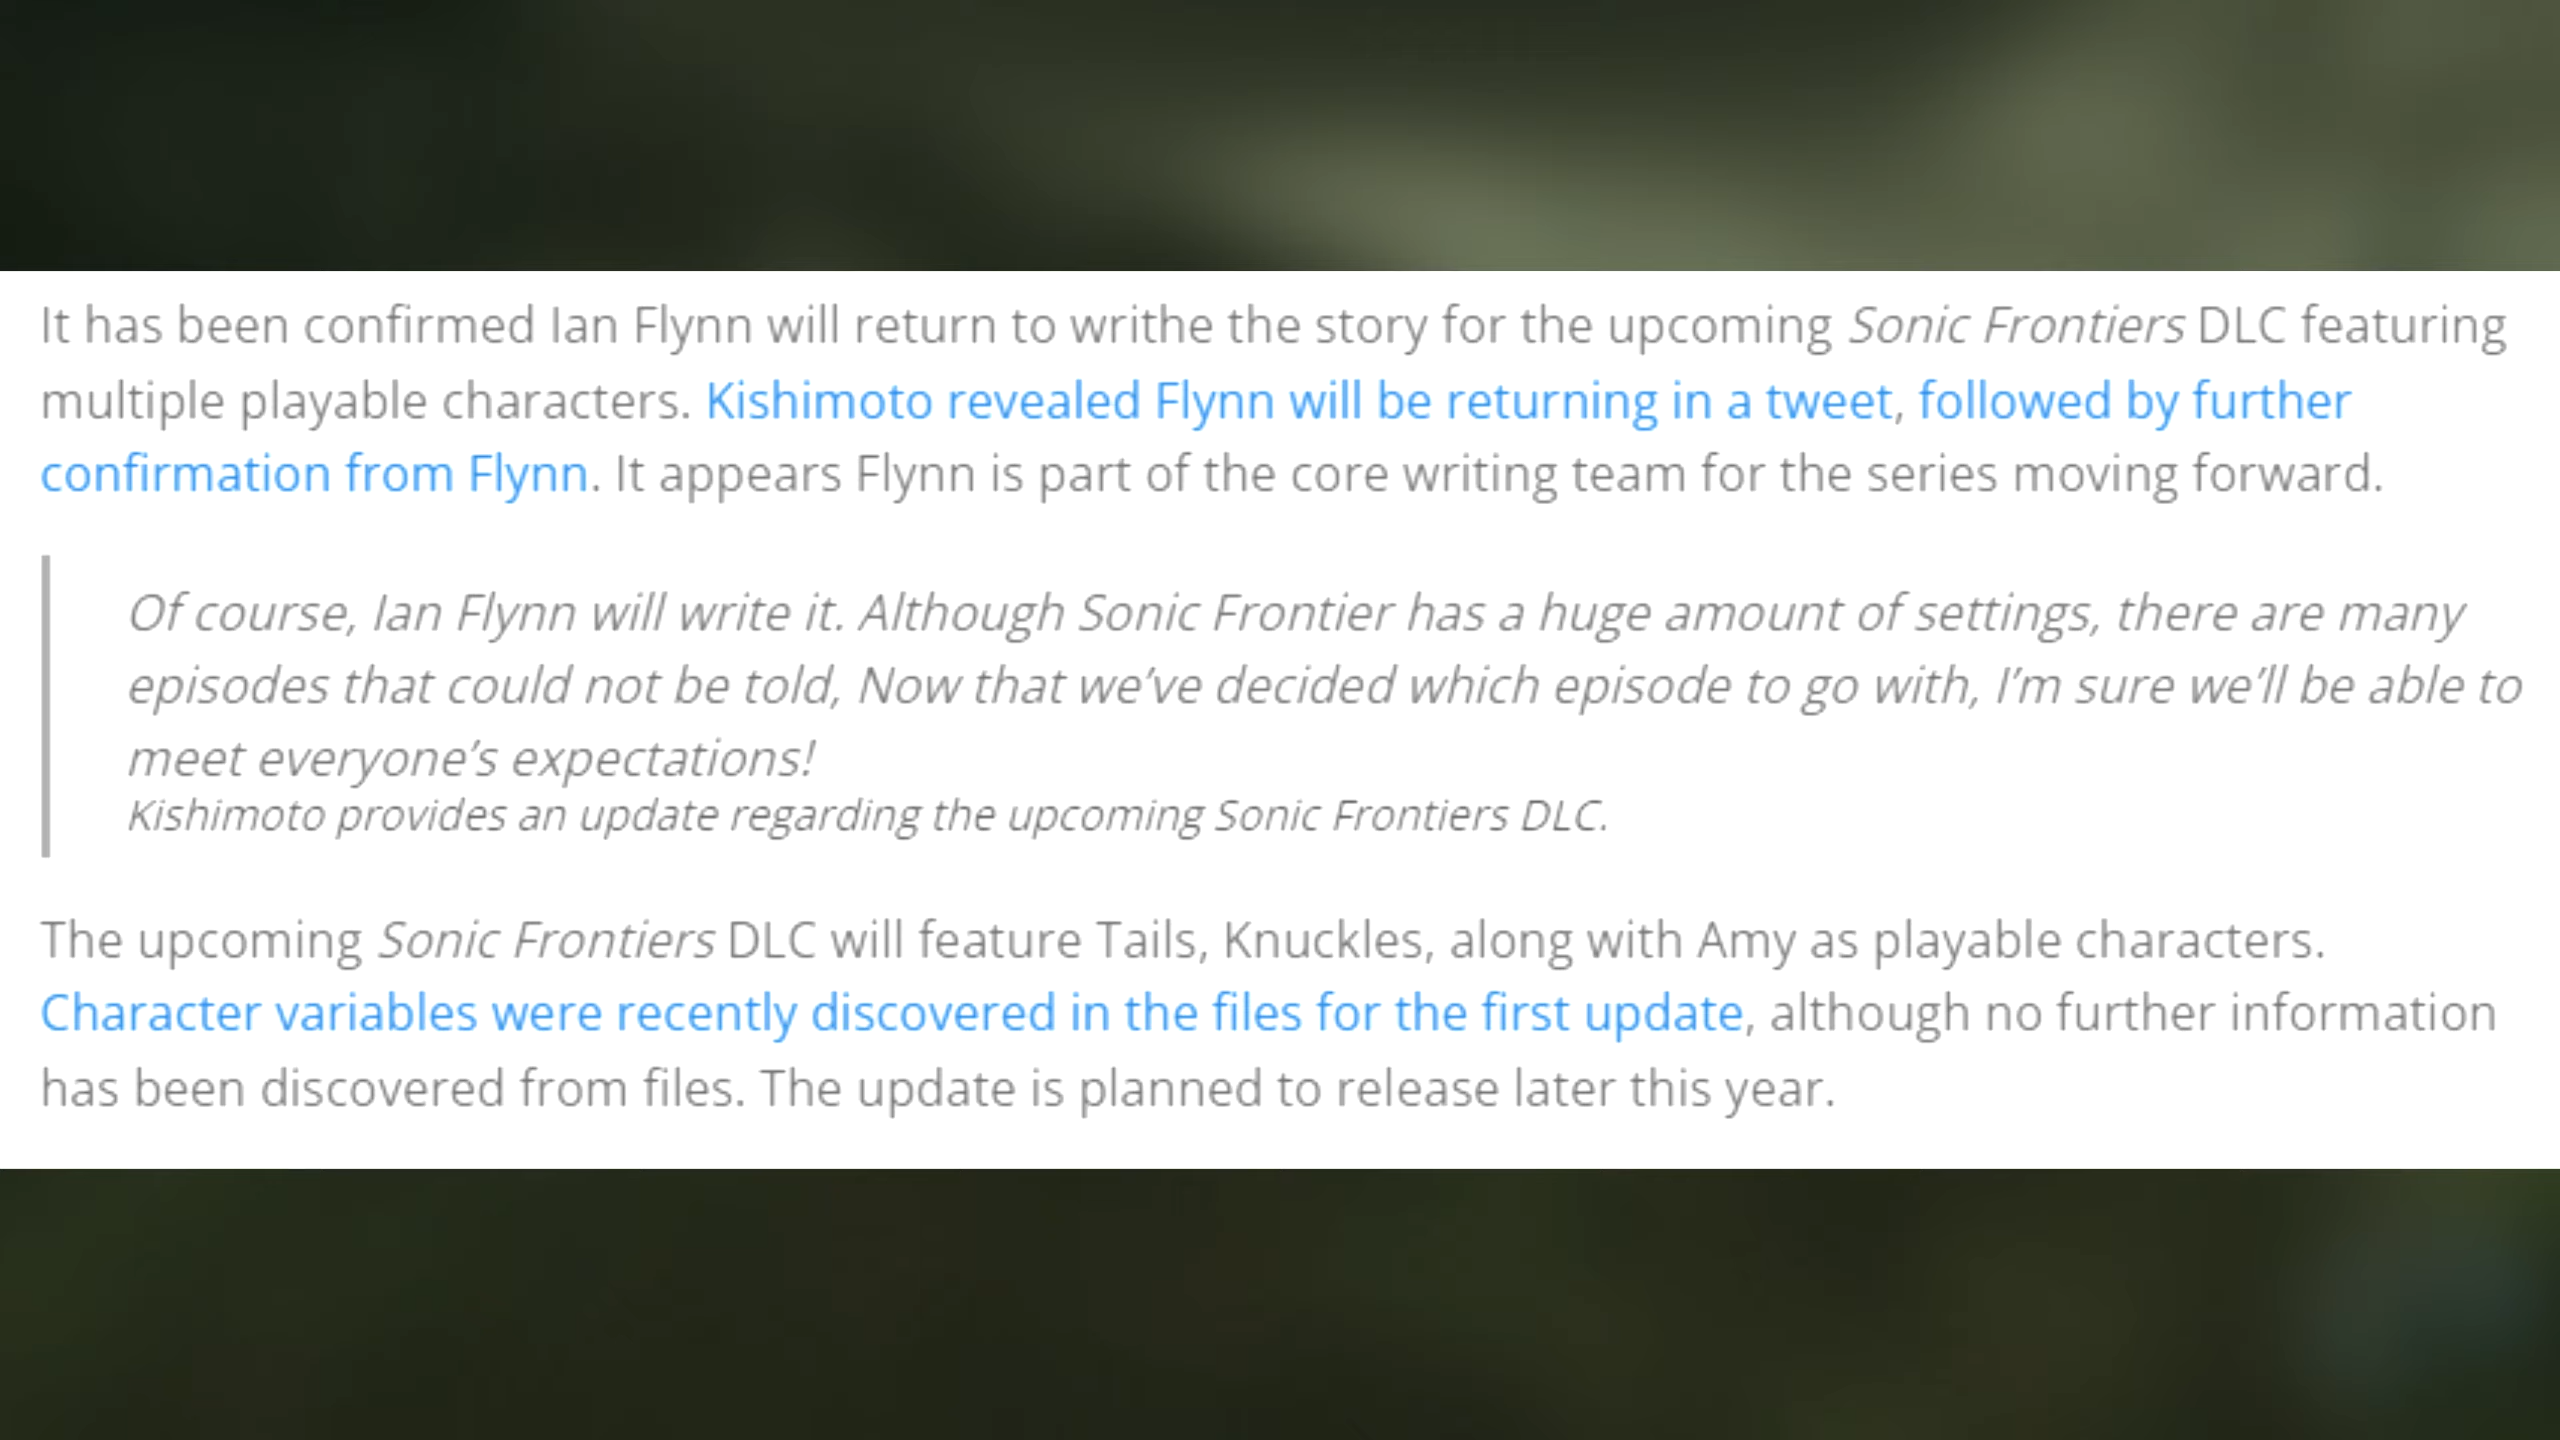 It has been confirmed Ian Flynn will return to writhe the story for the upcoming Sonic Frontiers DLC featuring
multiple playable characters. Kishimoto revealed Flynn will be returning in a tweet, followed by further
confirmation from Flynn. It appears Flynn is part of the core writing team for the series moving forward.
Of course, Ian Flynn will write it. Although Sonic Frontier has a huge amount of settings, there are many
episodes that could not be told, Now that we’ve decided which episode to go with, I’m sure we’ll be able to
meet everyone’s expectations!
Kishimoto provides an update regarding the upcoming Sonic Frontiers DLC.
The upcoming Sonic Frontiers DLC will feature Tails, Knuckles, along with Amy as playable characters.
Character variables were recently discovered in the files for the first update, although no further information
has been discovered from files. The update is planned to release later this year.